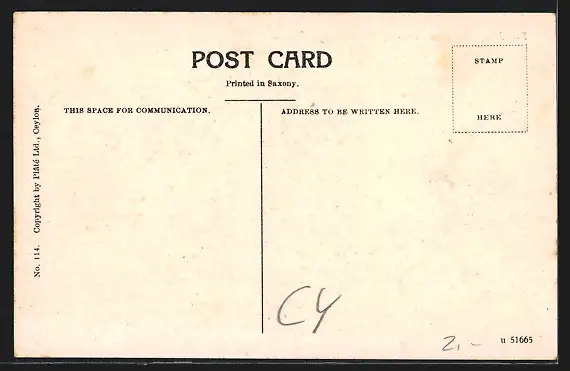 POST CARD
Printed in Saxony.
THIS SPACE FOR COMMUNICATION.
ADDRESS TO BE WRITTEN HERE.
STAMP
HERE
No. 114. Copyright by Plâté Ltd., Ceylon.
CY
2,-
u 51665